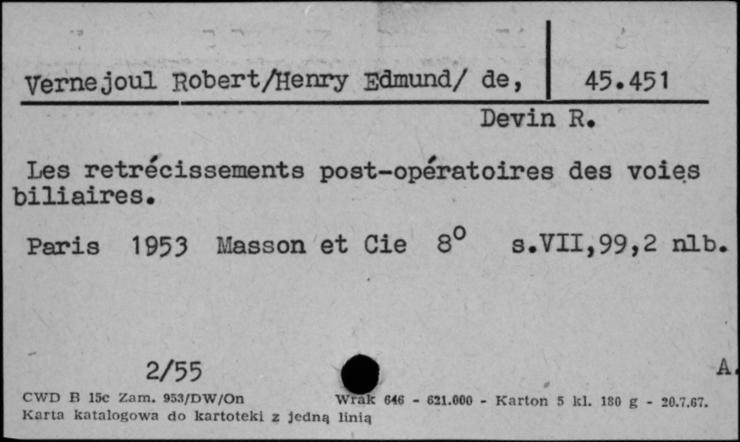 Vernejoul Robert/Henry Edmund/ de, 45.451
Devin R.
Les retrécissements post-opératoires des voies
biliaires.
Paris 1953 Masson et Cie 8⁰ s.VII,99,2 nlb.
2/55 A.
CWD B 15c Zam. 953/DW/On Wrak 646 - 621.000 - Karton 5 kl. 180 g - 20.7.67.
Karta katalogowa do kartoteki z jedną linią